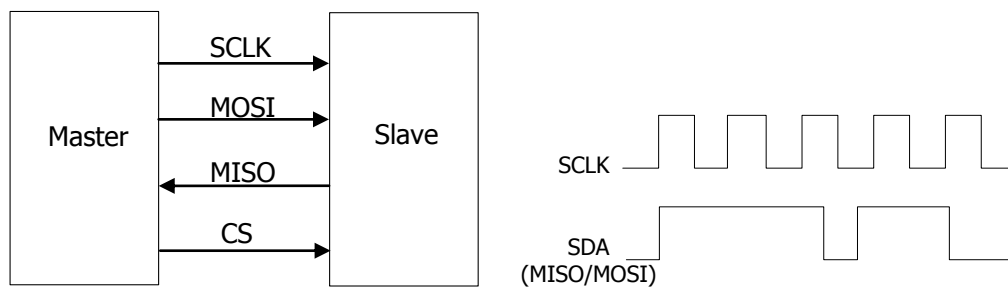 Master
SCLK
MOSI
MISO
CS
Slave
SCLK
SDA
(MISO/MOSI)